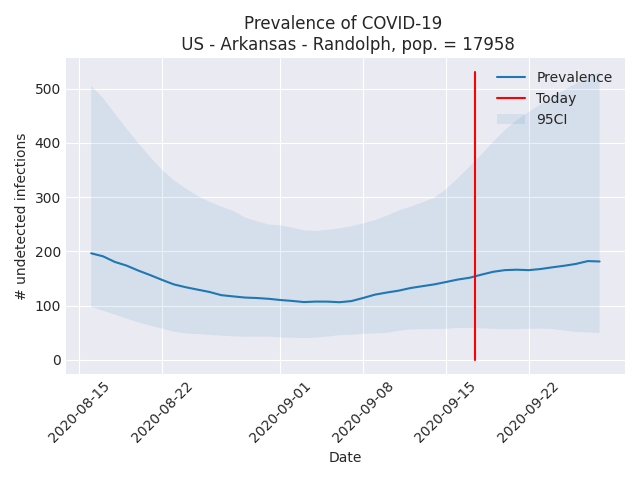 Prevalence of COVID-19
US - Arkansas - Randolph, pop. = 17958
Prevalence
Today
95CI
500
400
300
200
100
0
# undetected infections
2020-08-15
2020-08-22
2020-09-01
2020-09-08
2020-09-15
2020-09-22
Date